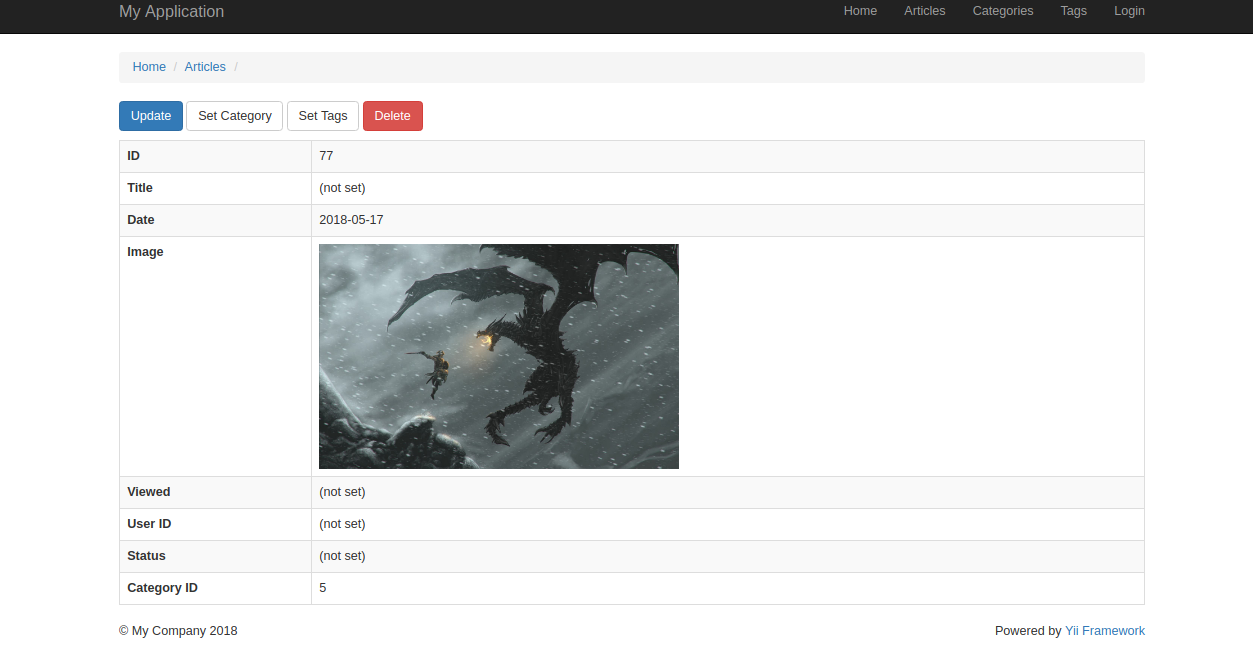 My Application Home Articles Categories Tags Login
Home / Articles /
Update Set Category Set Tags Delete
ID 77
Title (not set)
Date 2018-05-17
Image
Viewed (not set)
User ID (not set)
Status (not set)
Category ID 5
© My Company 2018 Powered by Yii Framework